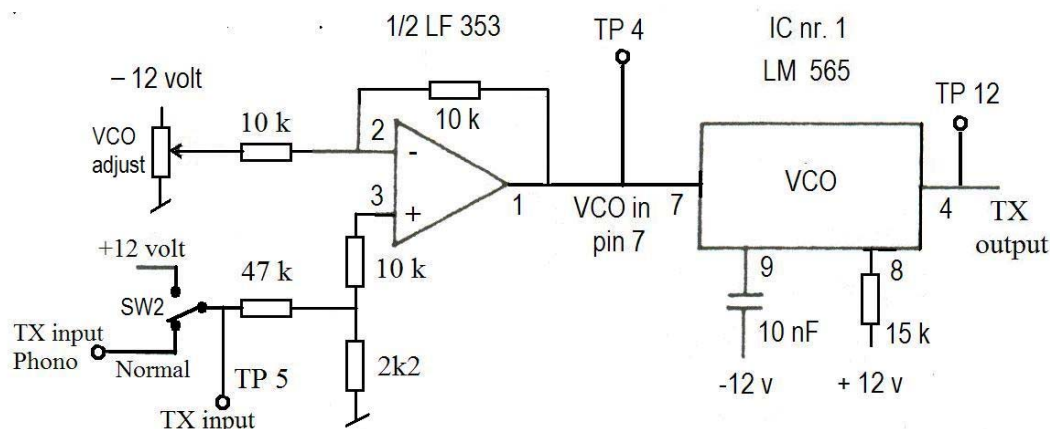 1/2 LF 353
TP 4
IC nr. 1
LM 565
TP 12
– 12 volt
VCO
adjust
10 k
10 k
2
-
3
+
1
VCO in
pin 7
7
VCO
4
TX
output
9
8
10 nF
15 k
-12 v
+ 12 v
+12 volt
SW2
47 k
10 k
TX input
Phono
Normal
TP 5
2k2
TX input